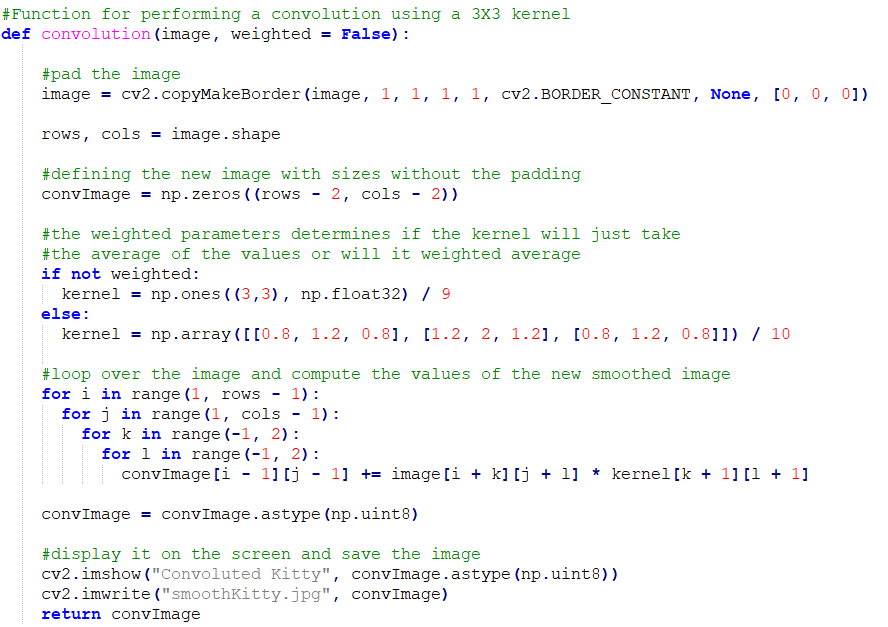 #Function for performing a convolution using a 3X3 kernel
def convolution(image, weighted = False):
#pad the image
image = cv2.copyMakeBorder(image, 1, 1, 1, 1, cv2.BORDER_CONSTANT, None, [0, 0, 0])
rows, cols = image.shape
#defining the new image with sizes without the padding
convImage = np.zeros((rows - 2, cols - 2))
#the weighted parameters determines if the kernel will just take
#the average of the values or will it weighted average
if not weighted:
kernel = np.ones((3,3), np.float32) / 9
else:
kernel = np.array([[0.8, 1.2, 0.8], [1.2, 2, 1.2], [0.8, 1.2, 0.8]]) / 10
#loop over the image and compute the values of the new smoothed image
for i in range(1, rows - 1):
for j in range(1, cols - 1):
for k in range(-1, 2):
for l in range(-1, 2):
convImage[i - 1][j - 1] += image[i + k][j + l] * kernel[k + 1][l + 1]
convImage = convImage.astype(np.uint8)
#display it on the screen and save the image
cv2.imshow("Convoluted Kitty", convImage.astype(np.uint8))
cv2.imwrite("smoothKitty.jpg", convImage)
return convImage